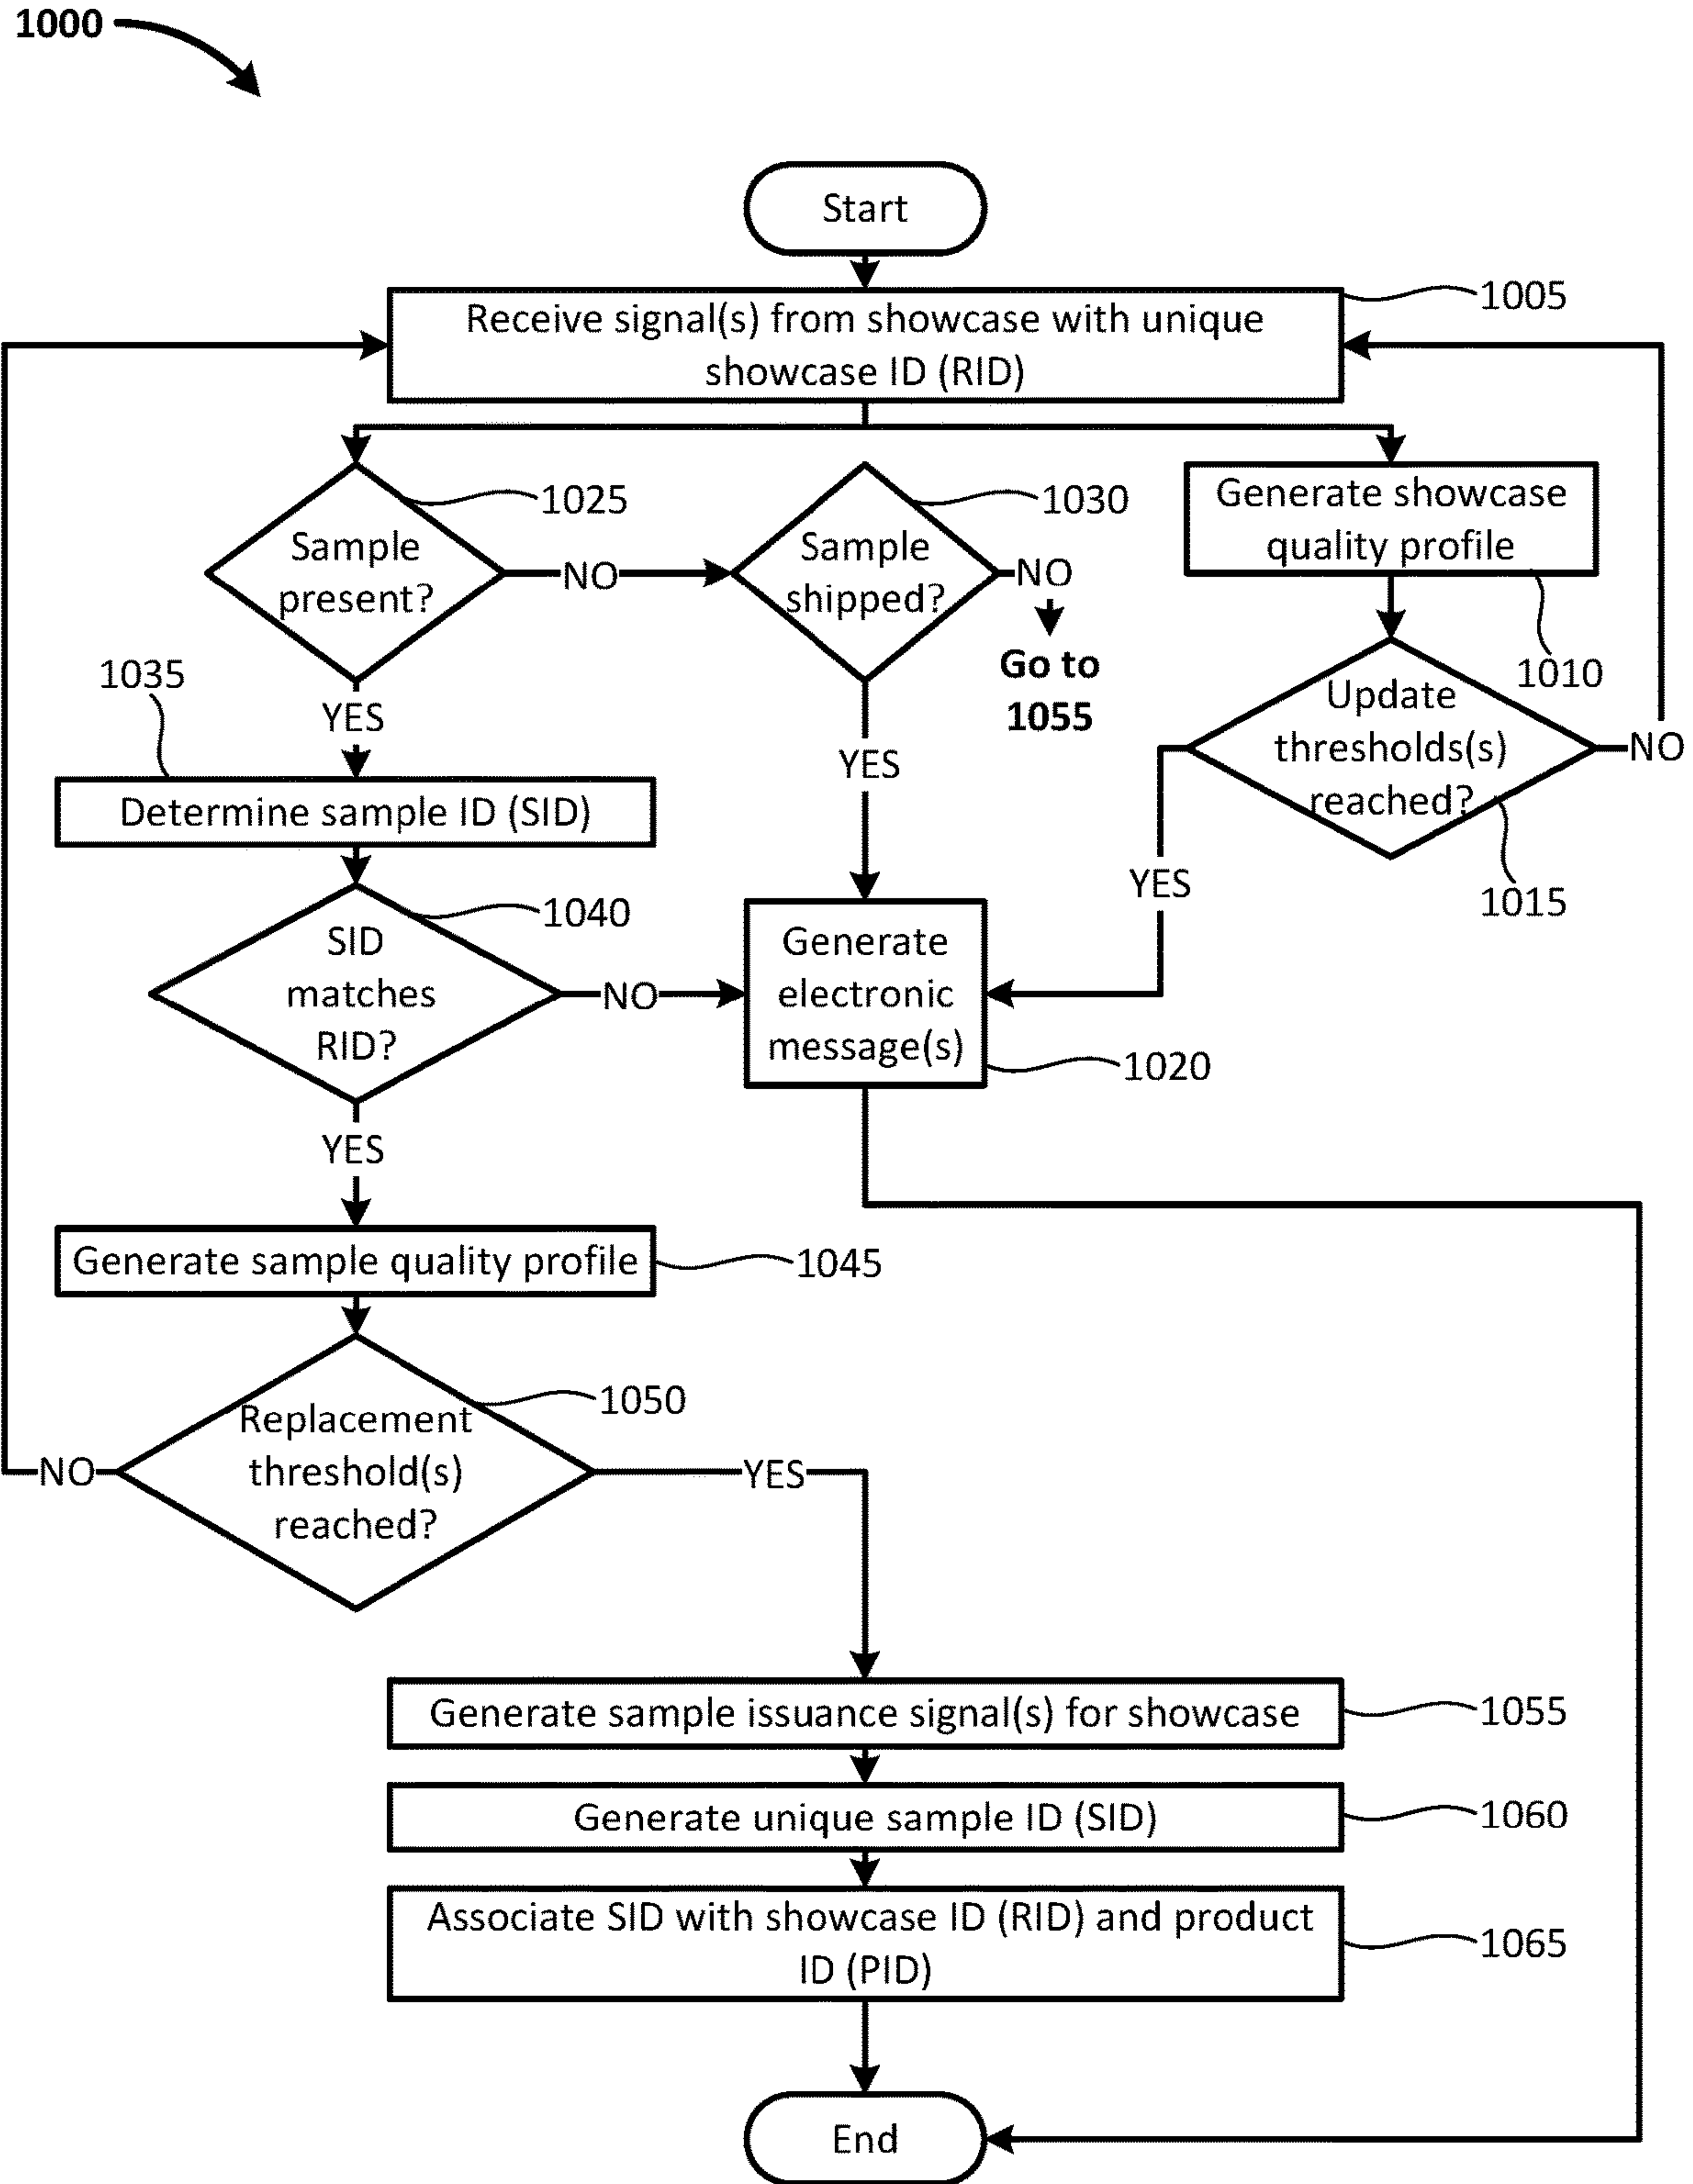 1000
Start
Receive signal(s) from showcase with unique
showcase ID (RID)
1005
Sample
present?
1025
NO
Sample
shipped?
1030
NO
Go to
1055
Generate showcase
quality profile
1010
Update
thresholds(s)
reached?
1015
NO
YES
YES
YES
1035
Determine sample ID (SID)
SID
matches
RID?
1040
NO
Generate
electronic
message(s)
1020
YES
Generate sample quality profile
1045
Replacement
threshold(s)
reached?
1050
NO
YES
Generate sample issuance signal(s) for showcase
1055
Generate unique sample ID (SID)
1060
Associate SID with showcase ID (RID) and product
ID (PID)
1065
End